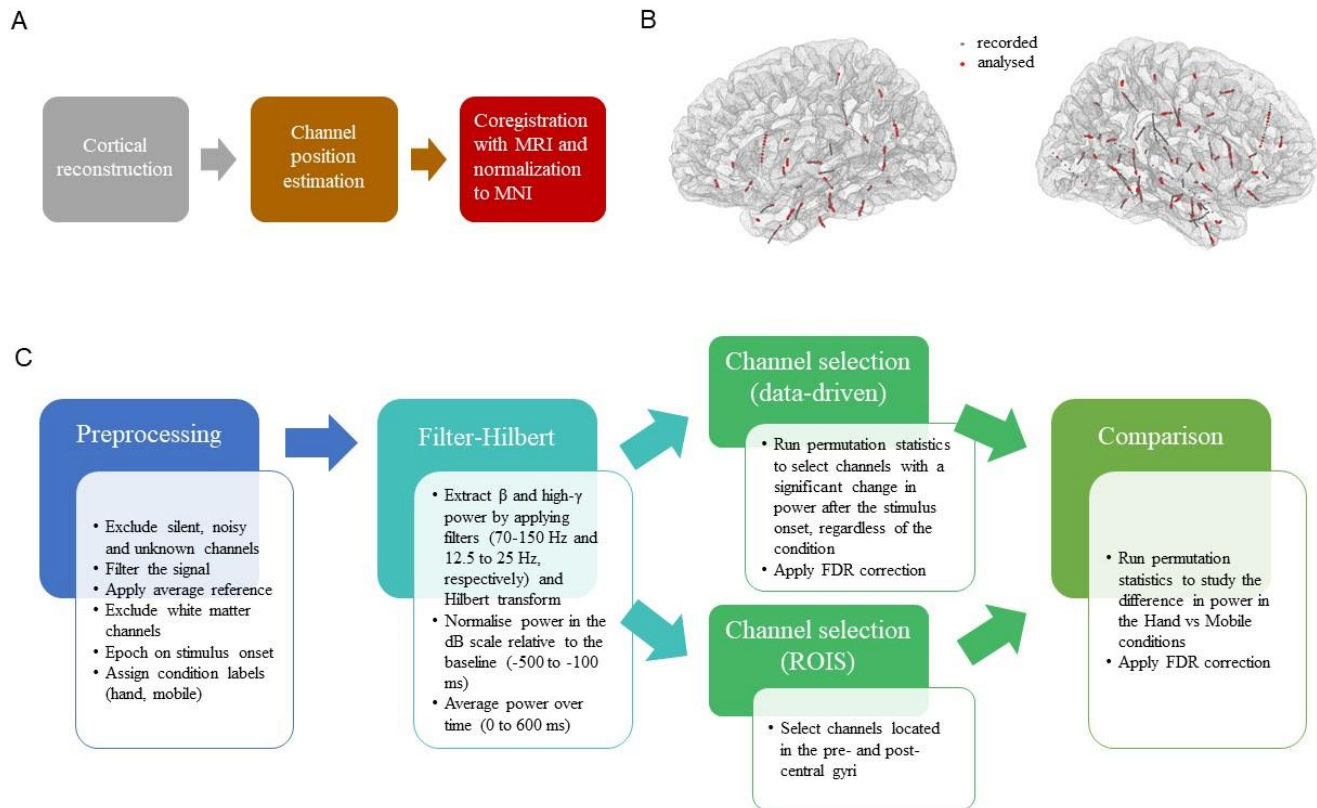 A
Cortical
reconstruction
Channel
position
estimation
Coregistration
with MRI and
normalization
to MNI
B
recorded
analysed
C
Preprocessing
• Exclude silent, noisy
and unknown channels
• Filter the signal
• Apply average reference
• Exclude white matter
channels
• Epoch on stimulus onset
• Assign condition labels
(hand, mobile)
Filter-Hilbert
• Extract β and high-γ
power by applying
filters (70-150 Hz and
12.5 to 25 Hz,
respectively) and
Hilbert transform
• Normalise power in the
dB scale relative to the
baseline (-500 to -100
ms)
• Average power over
time (0 to 600 ms)
Channel selection
(data-driven)
• Run permutation statistics
to select channels with a
significant change in
power after the stimulus
onset, regardless of the
condition
• Apply FDR correction
Channel selection
(ROIS)
• Select channels located
in the pre- and post-
central gyri
Comparison
• Run permutation
statistics to study the
difference in power in
the Hand vs Mobile
conditions
• Apply FDR correction